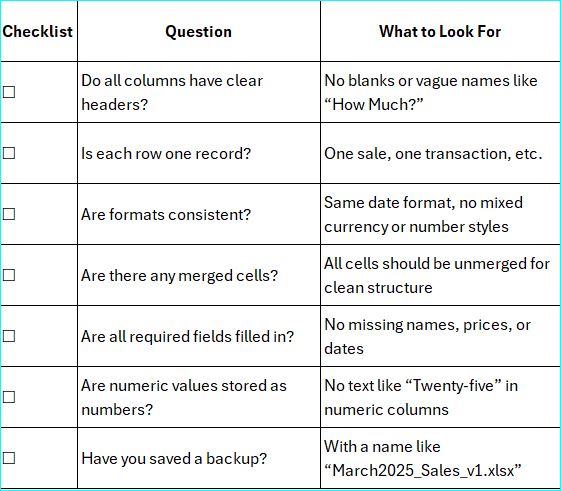 Checklist Question What to Look For
☐ Do all columns have clear headers? No blanks or vague names like “How Much?”
☐ Is each row one record? One sale, one transaction, etc.
☐ Are formats consistent? Same date format, no mixed currency or number styles
☐ Are there any merged cells? All cells should be unmerged for clean structure
☐ Are all required fields filled in? No missing names, prices, or dates
☐ Are numeric values stored as numbers? No text like “Twenty-five” in numeric columns
☐ Have you saved a backup? With a name like “March2025_Sales_v1.xlsx”